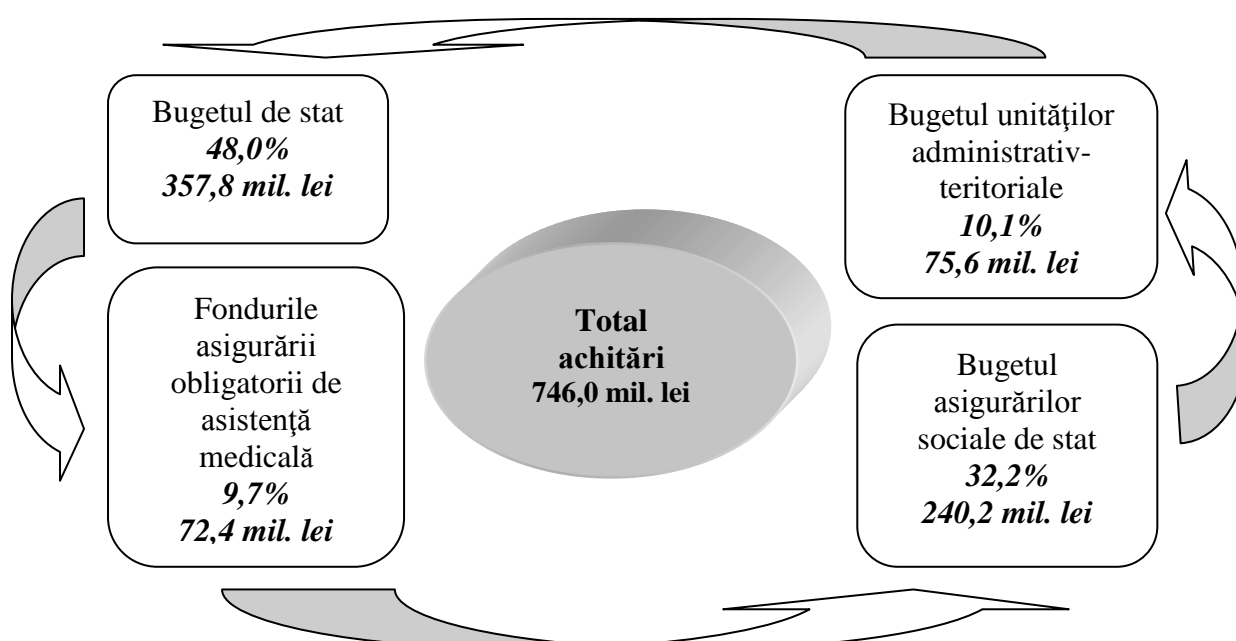 Bugetul de stat
48,0%
357,8 mil. lei
Fondurile
asigurării
obligatorii de
asistenţă
medicală
9,7%
72,4 mil. lei
Total
achitări
746,0 mil. lei
Bugetul unităţilor
administrativ-
teritoriale
10,1%
75,6 mil. lei
Bugetul
asigurărilor
sociale de stat
32,2%
240,2 mil. lei